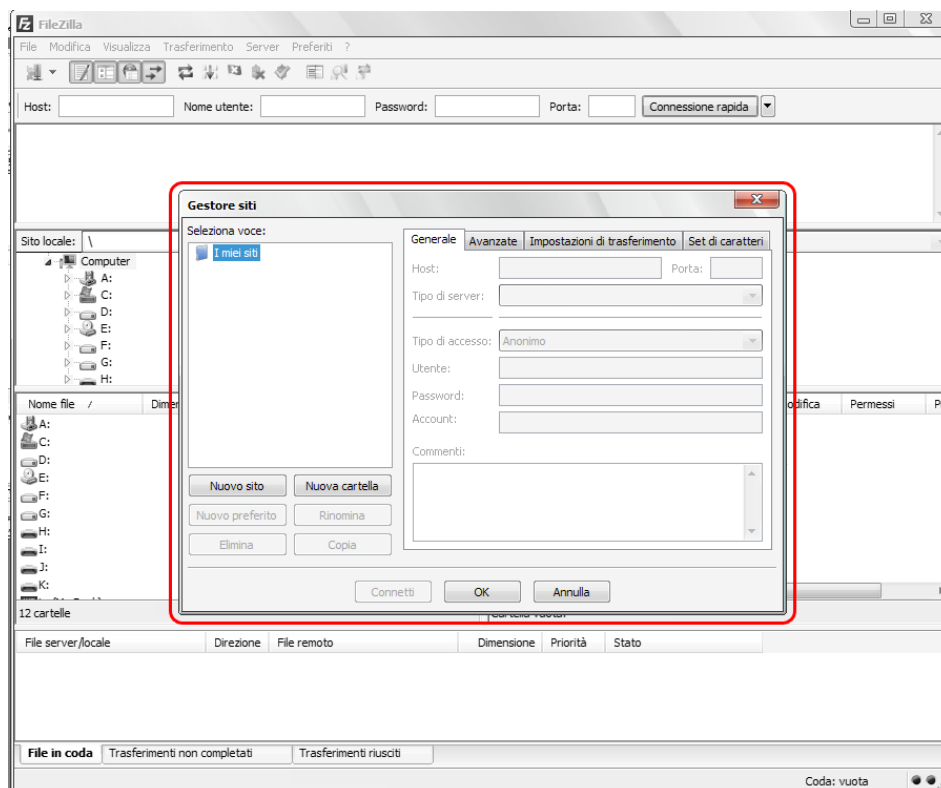 FileZilla
File Modifica Visualizza Trasferimento Server Preferiti ?
Host: Nome utente: Password: Porta: Connessione rapida
Gestore siti
Seleziona voce:
I miei siti
Generale Avanzate Impostazioni di trasferimento Set di caratteri
Host: Porta:
Tipo di server:
Tipo di accesso: Anonimo
Utente:
Password:
Account:
Commenti:
Nuovo sito Nuova cartella
Nuovo preferito Rinomina
Elimina Copia
Connetti OK Annulla
Sito locale: \
Computer
A:
C:
D:
E:
F:
G:
H:
Nome file / Permessi
A:
C:
D:
E:
F:
G:
H:
I:
J:
K:
12 cartelle
File server/locale Direzione File remoto Dimensione Priorità Stato
File in coda Trasferimenti non completati Trasferimenti riusciti
Coda: vuota